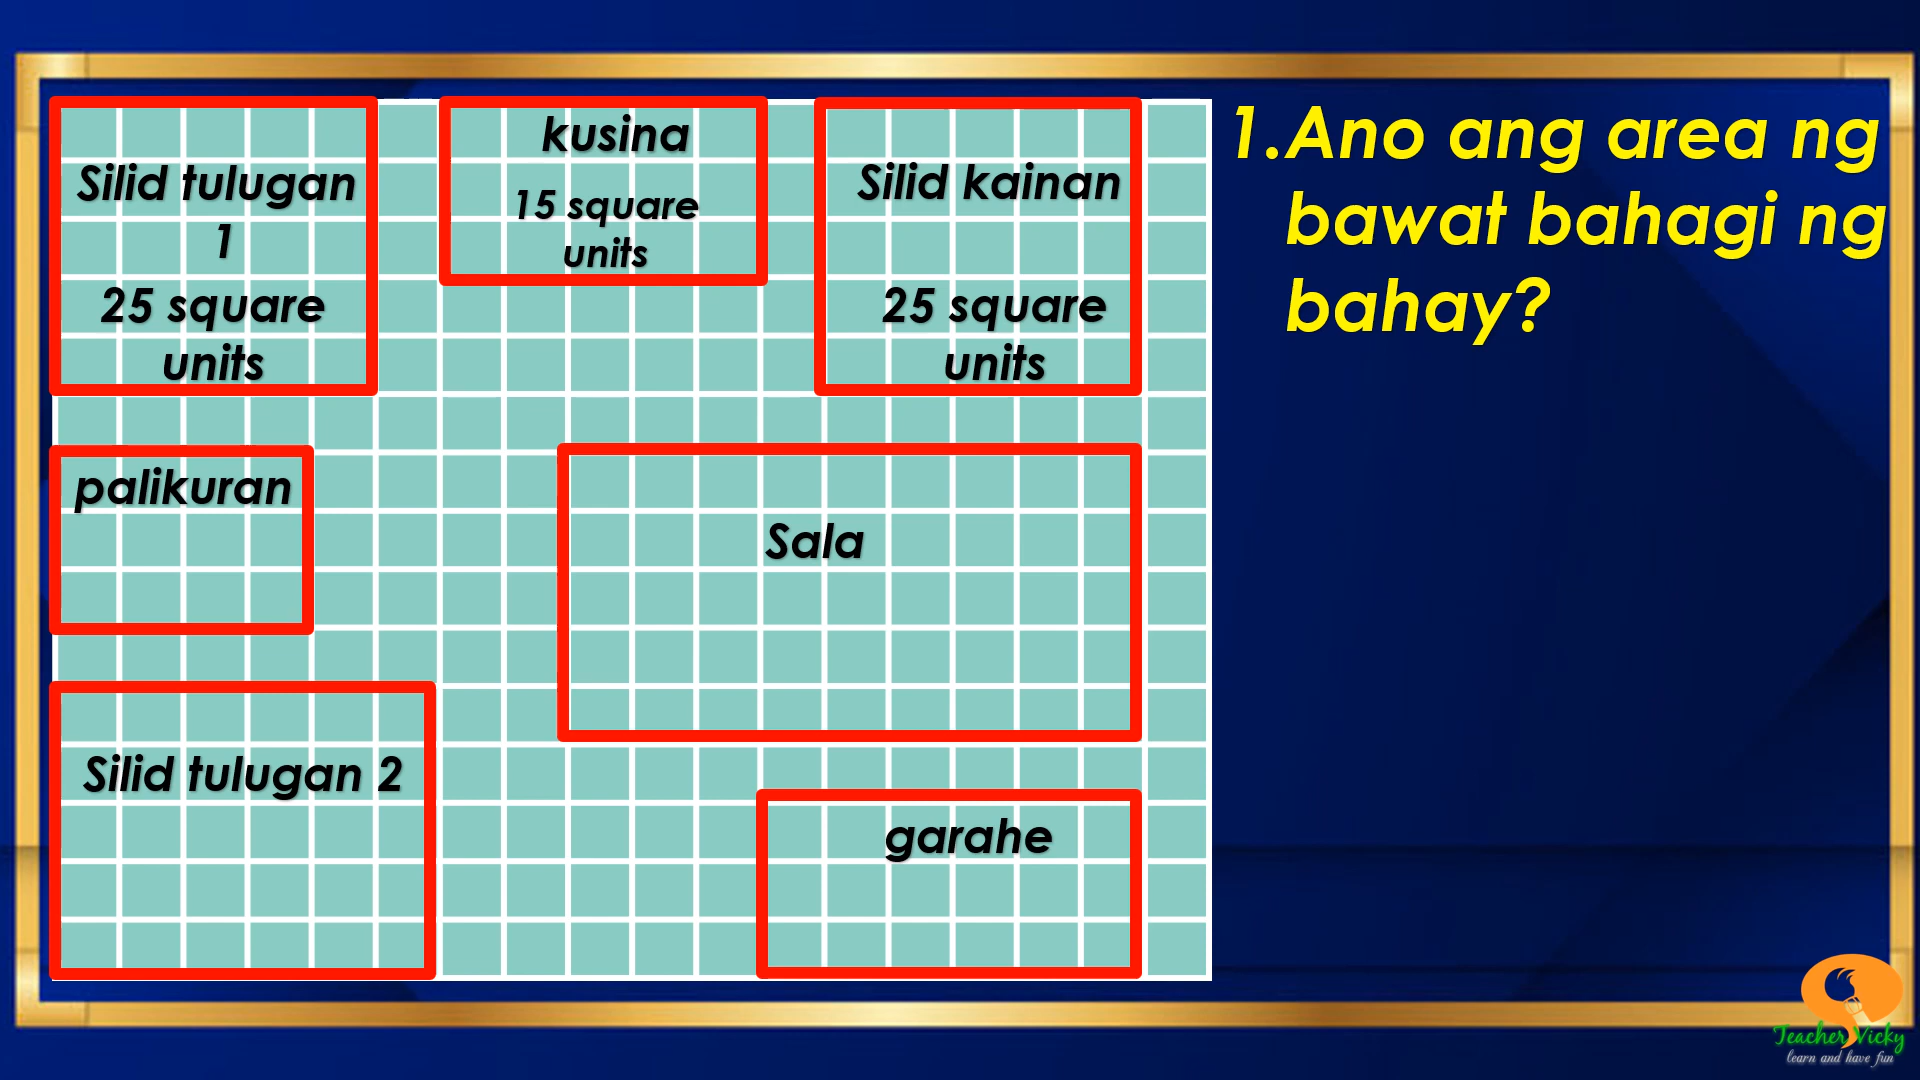 Silid tulugan
1
25 square
units
kusina
15 square
units
Silid kainan
25 square
units
1.Ano ang area ng
bawat bahagi ng
bahay?
palikuran
Sala
Silid tulugan 2
garahe
Teacher Vicky
learn and have fun